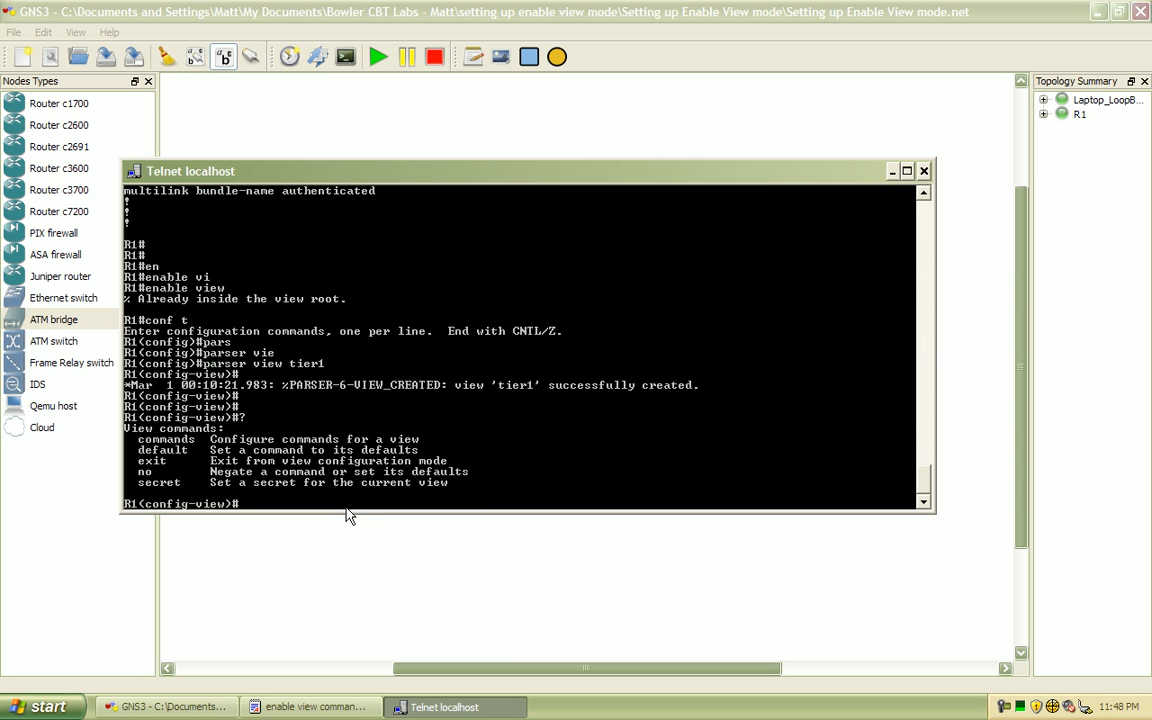 GNS3 - C:\Documents and Settings\Matt\My Documents\Bowler CBT Labs - Matt\setting up enable view mode\Setting up Enable View mode\Setting up Enable View mode.net
File Edit View Help
Nodes Types
Router c1700
Router c2600
Router c2691
Router c3600
Router c3700
Router c7200
PIX firewall
ASA firewall
Juniper router
Ethernet switch
ATM bridge
ATM switch
Frame Relay switch
IDS
Qemu host
Cloud
Telnet localhost
multilink bundle-name authenticated
!
!
!
R1#
R1#
R1#en
R1#enable vi
R1#enable view
% Already inside the view root.
R1#conf t
Enter configuration commands, one per line.  End with CNTL/Z.
R1(config)#pars
R1(config)#parser vie
R1(config)#parser view tier1
R1(config-view)#
*Mar  1 00:10:21.983: %PARSER-6-VIEW_CREATED: view 'tier1' successfully created.
R1(config-view)#
R1(config-view)#
R1(config-view)#?
View commands:
commands  Configure commands for a view
default   Set a command to its defaults
exit      Exit from view configuration mode
no        Negate a command or set its defaults
secret    Set a secret for the current view
R1(config-view)#
Topology Summary
Laptop_LoopB...
R1
start
GNS3 - C:\Documents...
enable view comman...
Telnet localhost
11:48 PM